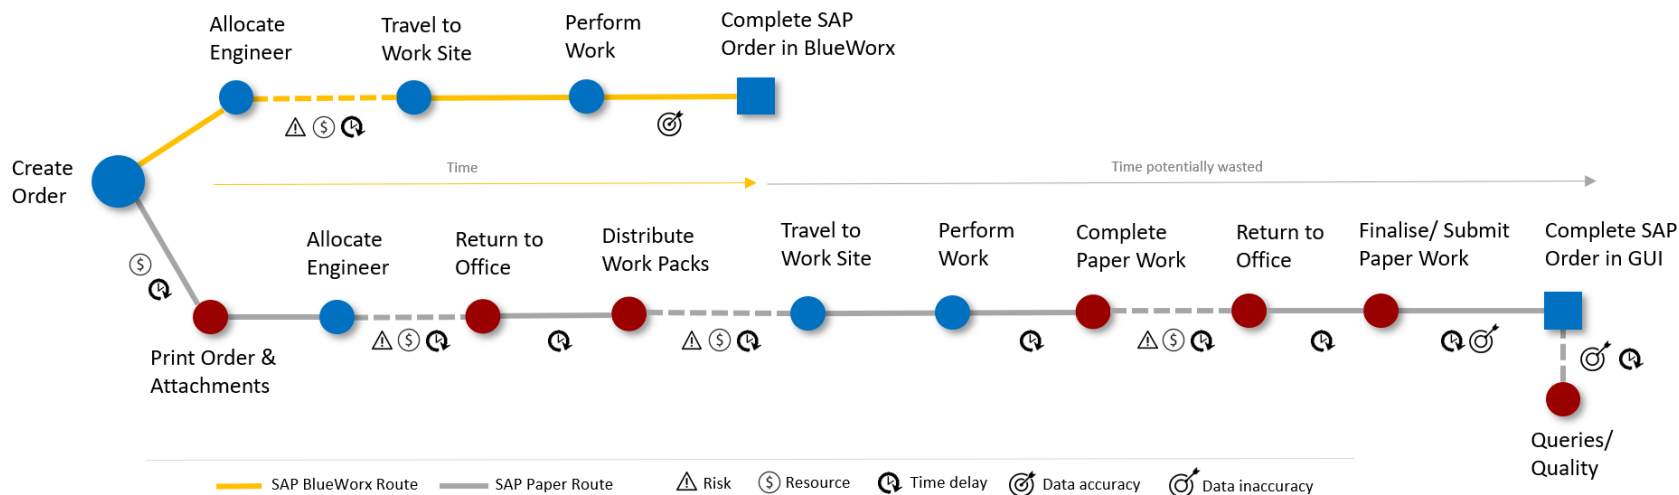 Allocate
Engineer
Travel to
Work Site
Perform
Work
Complete SAP
Order in BlueWorx
Create
Order
Time
Time potentially wasted
Allocate
Engineer
Return to
Office
Distribute
Work Packs
Travel to
Work Site
Perform
Work
Complete
Paper Work
Return to
Office
Finalise/ Submit
Paper Work
Complete SAP
Order in GUI
Print Order &
Attachments
Queries/
Quality
SAP BlueWorx Route
SAP Paper Route
Risk
Resource
Time delay
Data accuracy
Data inaccuracy